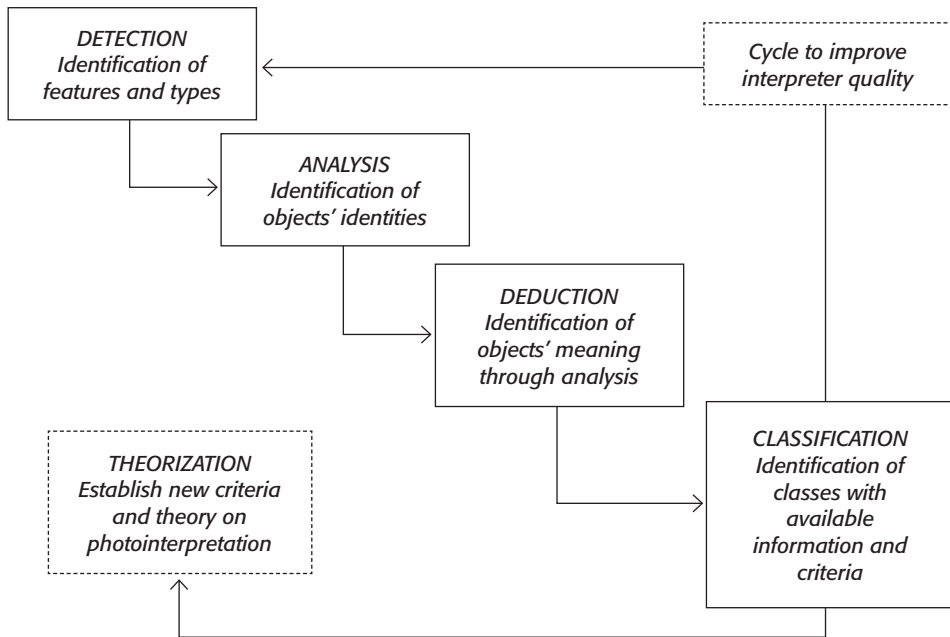 DETECTION
Identification of
features and types
Cycle to improve
interpreter quality
ANALYSIS
Identification of
objects’ identities
DEDUCTION
Identification of
objects’ meaning
through analysis
CLASSIFICATION
Identification of
classes with
available
information and
criteria
THEORIZATION
Establish new criteria
and theory on
photointerpretation